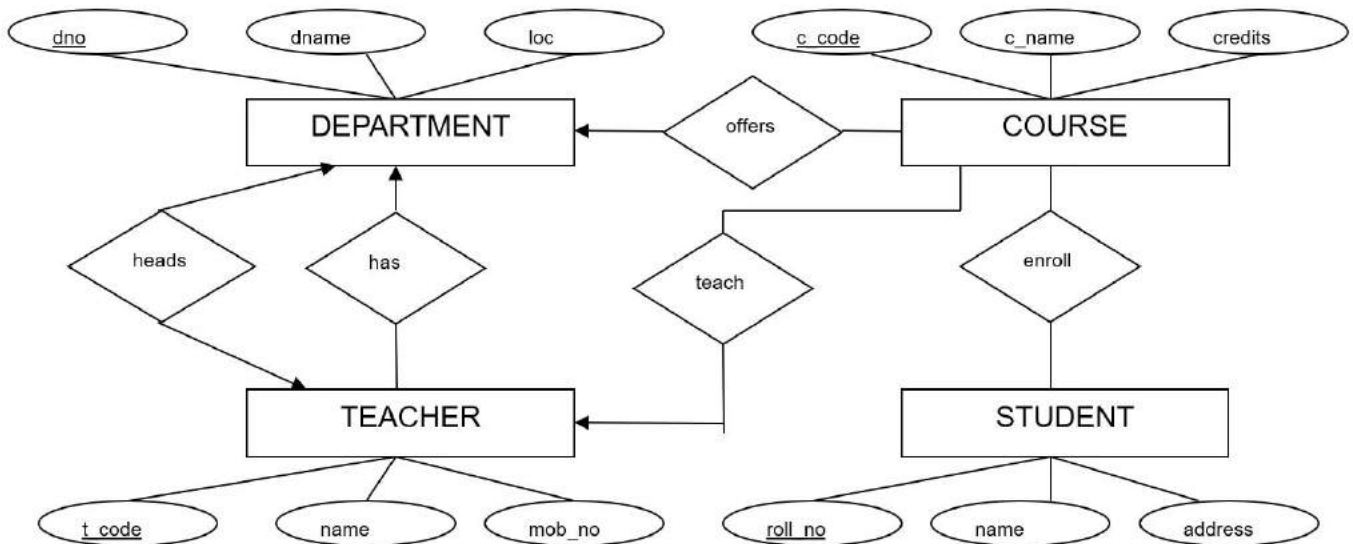 dno dname loc c_code c_name credits
DEPARTMENT offers COURSE
heads has teach enroll
TEACHER STUDENT
t_code name mob_no roll_no name address